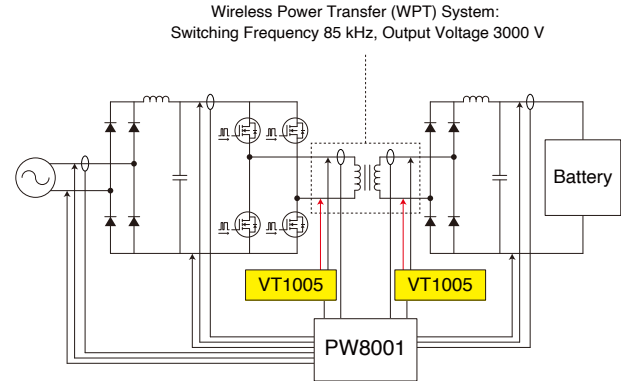 Wireless Power Transfer (WPT) System:
Switching Frequency 85 kHz, Output Voltage 3000 V
Battery
VT1005
VT1005
PW8001